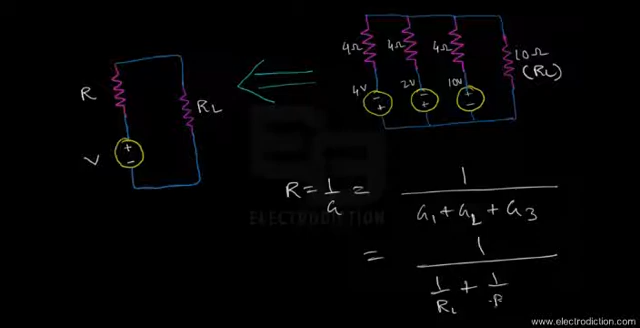 4Ω 4Ω 4Ω 10Ω
(RL)
R RL
4V 2V 10V
- - +
+ + -
V + -
R = 1/G = 1/(G1 + G2 + G3)
ELECTRODICTION
= 1/(1/R1 + 1/R
www.electrodiction.com